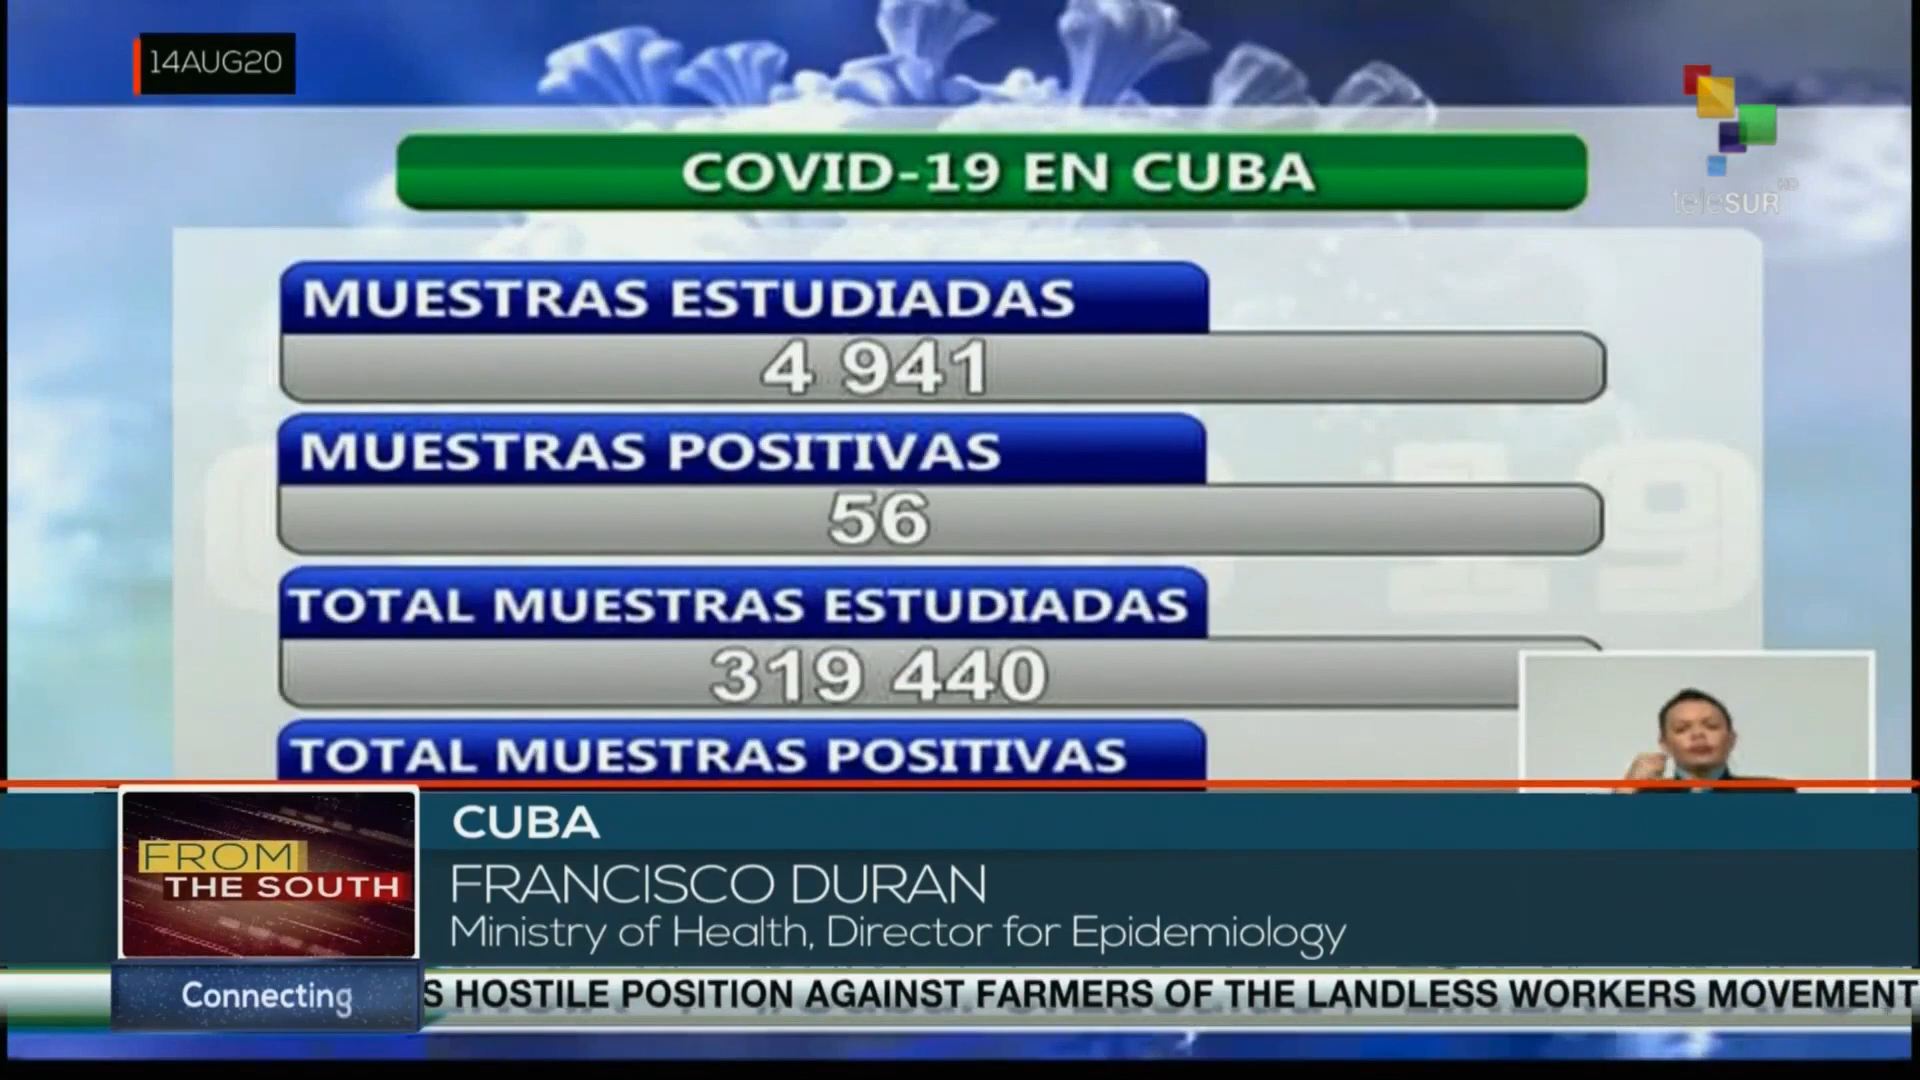 14AUG20
teleSUR HD
COVID-19 EN CUBA
MUESTRAS ESTUDIADAS
4 941
MUESTRAS POSITIVAS
56
TOTAL MUESTRAS ESTUDIADAS
319 440
TOTAL MUESTRAS POSITIVAS
FROM
THE SOUTH
CUBA
FRANCISCO DURAN
Ministry of Health, Director for Epidemiology
Connecting
S HOSTILE POSITION AGAINST FARMERS OF THE LANDLESS WORKERS MOVEMENT